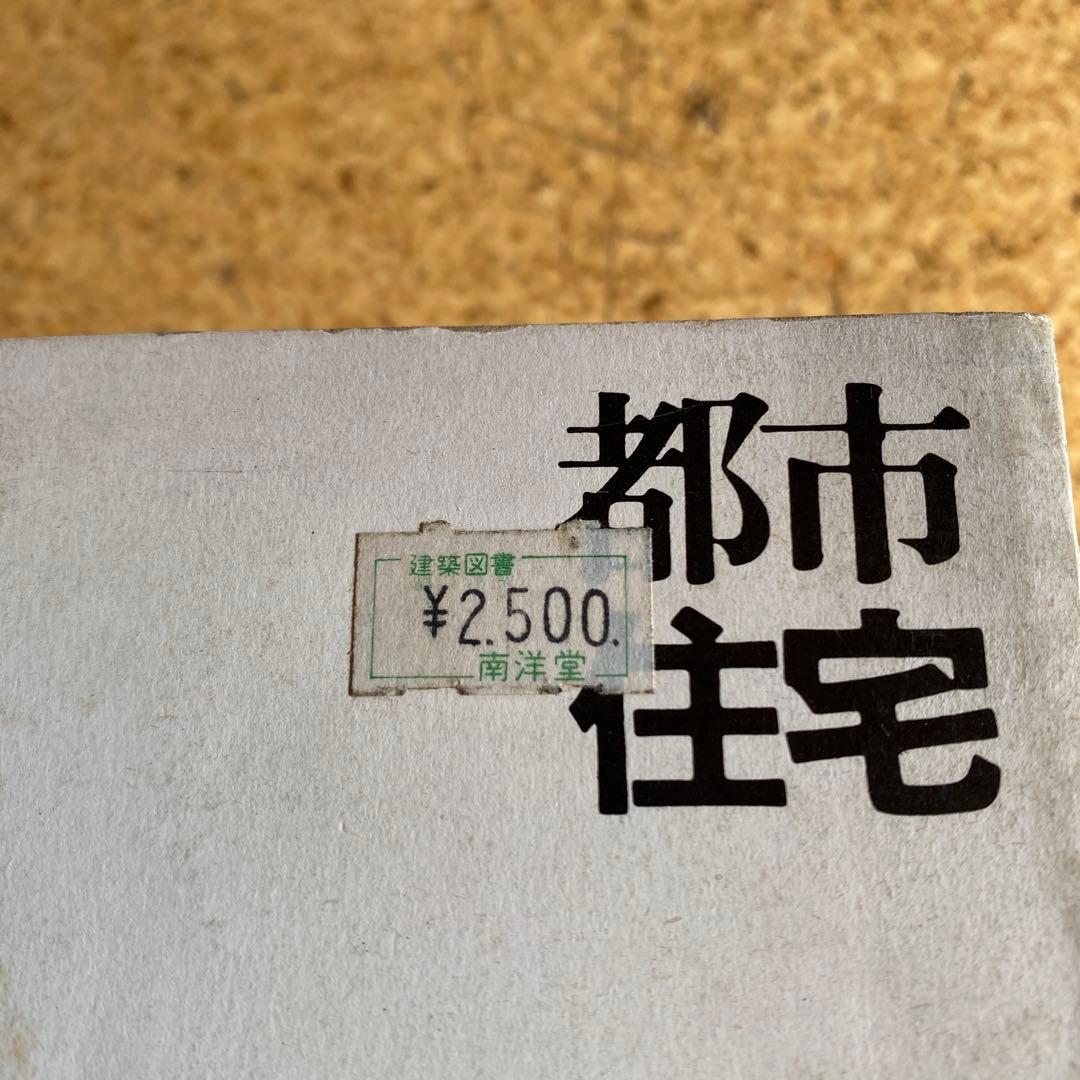 都市
住宅
建築図書
¥2.500.
南洋堂